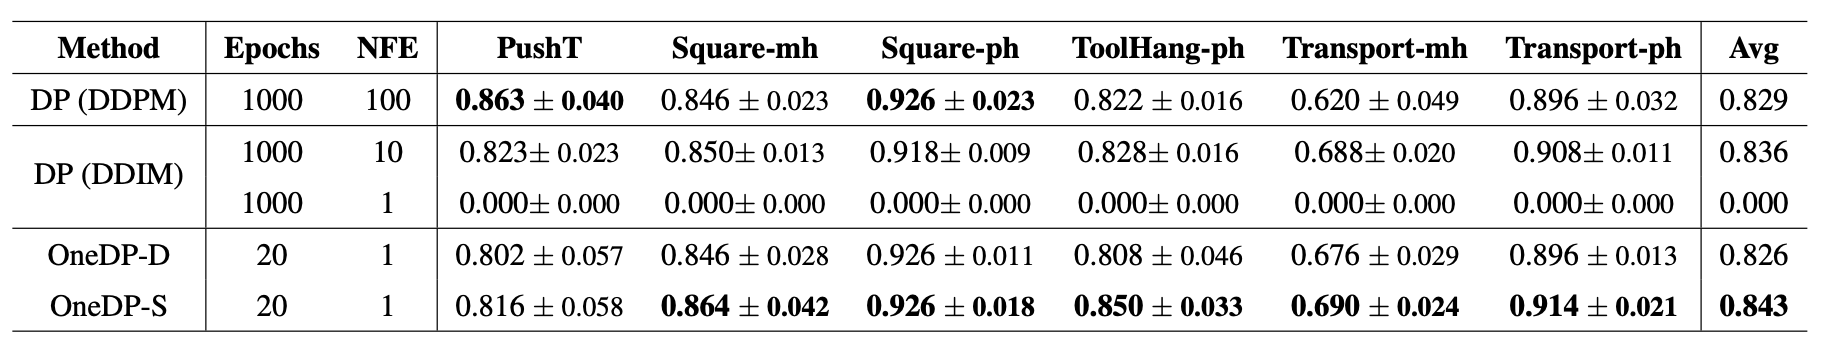 Method Epochs NFE PushT Square-mh Square-ph ToolHang-ph Transport-mh Transport-ph Avg
DP (DDPM) 1000 100 0.863 ± 0.040 0.846 ± 0.023 0.926 ± 0.023 0.822 ± 0.016 0.620 ± 0.049 0.896 ± 0.032 0.829
DP (DDIM) 1000 10 0.823± 0.023 0.850± 0.013 0.918± 0.009 0.828± 0.016 0.688± 0.020 0.908± 0.011 0.836
1000 1 0.000± 0.000 0.000± 0.000 0.000± 0.000 0.000± 0.000 0.000± 0.000 0.000± 0.000 0.000
OneDP-D 20 1 0.802 ± 0.057 0.846 ± 0.028 0.926 ± 0.011 0.808 ± 0.046 0.676 ± 0.029 0.896 ± 0.013 0.826
OneDP-S 20 1 0.816 ± 0.058 0.864 ± 0.042 0.926 ± 0.018 0.850 ± 0.033 0.690 ± 0.024 0.914 ± 0.021 0.843